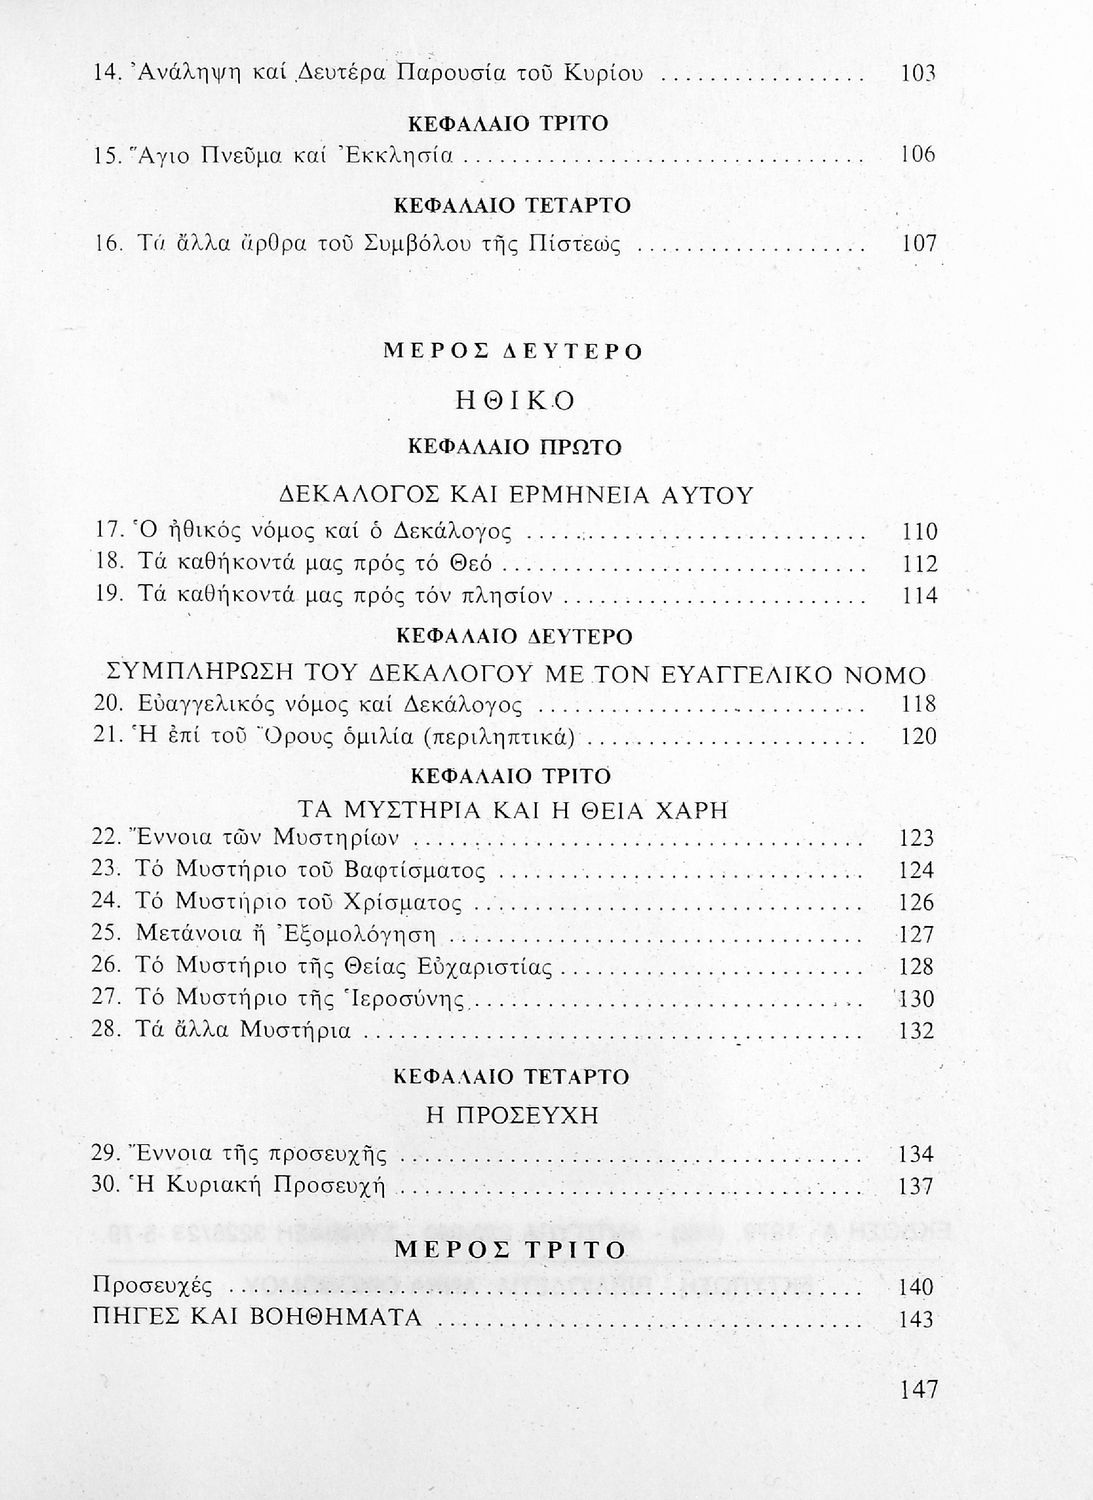 14. Ἀνάληψη καί Δευτέρα Παρουσία τοῦ Κυρίου ................. 103
ΚΕΦΑΛΑΙΟ ΤΡΙΤΟ
15. Ἅγιο Πνεῦμα καί Ἐκκλησία ................................. 106
ΚΕΦΑΛΑΙΟ ΤΕΤΑΡΤΟ
16. Τά ἄλλα ἄρθρα τοῦ Συμβόλου τῆς Πίστεως ................... 107
ΜΕΡΟΣ ΔΕΥΤΕΡΟ
ΗΘΙΚΟ
ΚΕΦΑΛΑΙΟ ΠΡΩΤΟ
ΔΕΚΑΛΟΓΟΣ ΚΑΙ ΕΡΜΗΝΕΙΑ ΑΥΤΟΥ
17. Ὁ ἠθικός νόμος καί ὁ Δεκάλογος ............................ 110
18. Τά καθήκοντά μας πρός τό Θεό .............................. 112
19. Τά καθήκοντά μας πρός τόν πλησίον ......................... 114
ΚΕΦΑΛΑΙΟ ΔΕΥΤΕΡΟ
ΣΥΜΠΛΗΡΩΣΗ ΤΟΥ ΔΕΚΑΛΟΓΟΥ ΜΕ ΤΟΝ ΕΥΑΓΓΕΛΙΚΟ ΝΟΜΟ
20. Εὐαγγελικός νόμος καί Δεκάλογος ........................... 118
21. Ἡ ἐπί τοῦ Ὄρους ὁμιλία (περιληπτικά) ....................... 120
ΚΕΦΑΛΑΙΟ ΤΡΙΤΟ
ΤΑ ΜΥΣΤΗΡΙΑ ΚΑΙ Η ΘΕΙΑ ΧΑΡΗ
22. Ἔννοια τῶν Μυστηρίων ..................................... 123
23. Τό Μυστήριο τοῦ Βαφτίσματος .............................. 124
24. Τό Μυστήριο τοῦ Χρίσματος ................................ 126
25. Μετάνοια ἤ Ἐξομολόγηση .................................. 127
26. Τό Μυστήριο τῆς Θείας Εὐχαριστίας ......................... 128
27. Τό Μυστήριο τῆς Ἱεροσύνης ................................ 130
28. Τά ἄλλα Μυστήρια ......................................... 132
ΚΕΦΑΛΑΙΟ ΤΕΤΑΡΤΟ
Η ΠΡΟΣΕΥΧΗ
29. Ἔννοια τῆς προσευχῆς ...................................... 134
30. Ἡ Κυριακή Προσευχή ...................................... 137
ΜΕΡΟΣ ΤΡΙΤΟ
Προσευχές .................................................... 140
ΠΗΓΕΣ ΚΑΙ ΒΟΗΘΗΜΑΤΑ ................................... 143
147